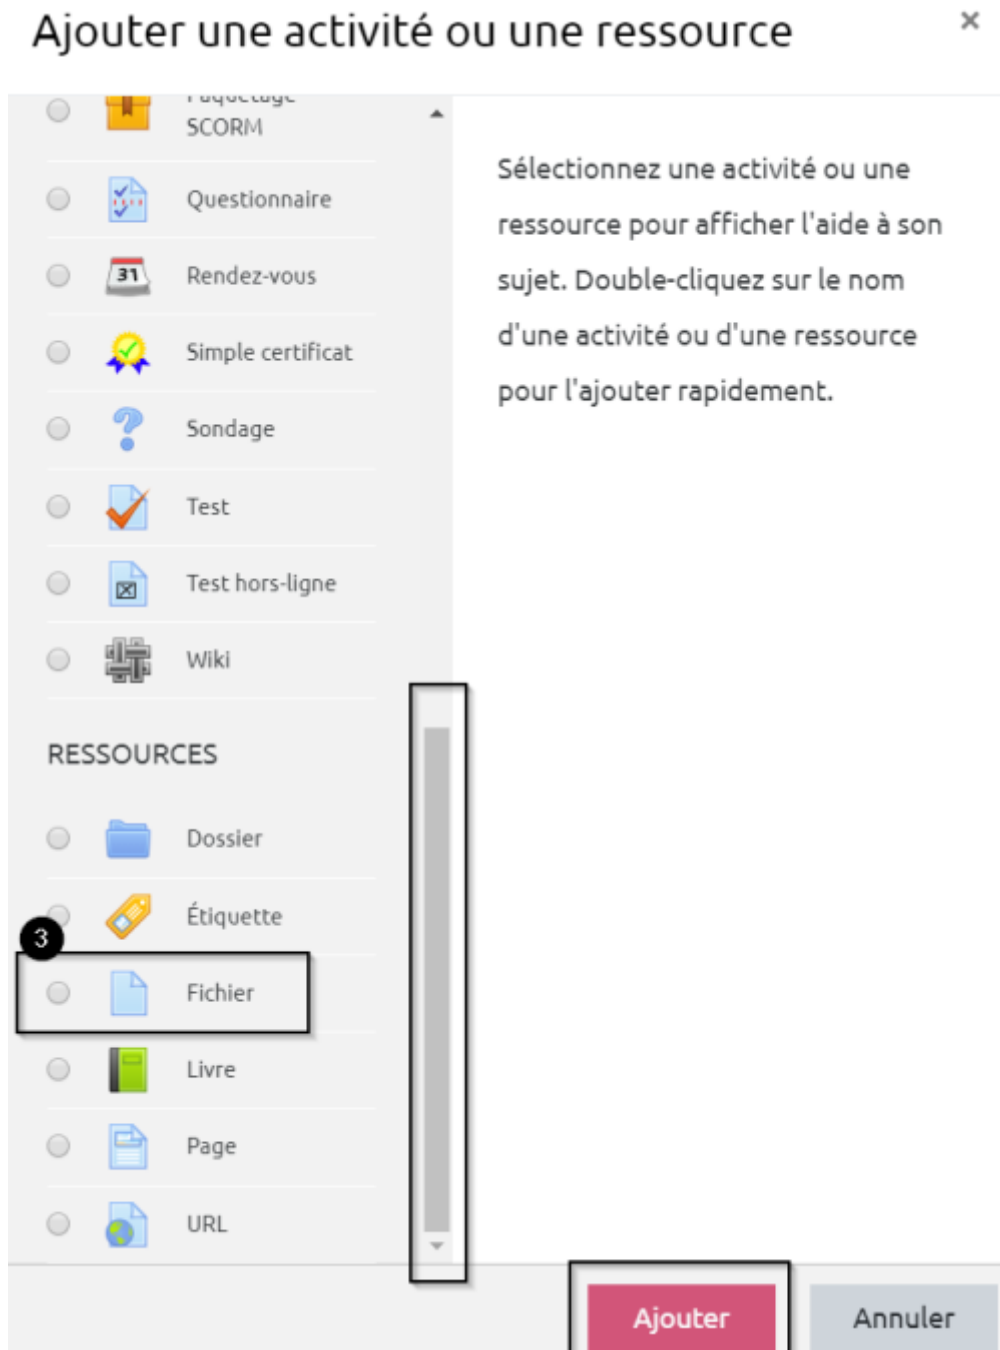 Ajouter une activité ou une ressource
×
SCORM
Questionnaire
31
Rendez-vous
Simple certificat
Sondage
Test
Test hors-ligne
Wiki
RESSOURCES
Dossier
Étiquette
3
Fichier
Livre
Page
URL
Sélectionnez une activité ou une
ressource pour afficher l'aide à son
sujet. Double-cliquez sur le nom
d'une activité ou d'une ressource
pour l'ajouter rapidement.
Ajouter
Annuler